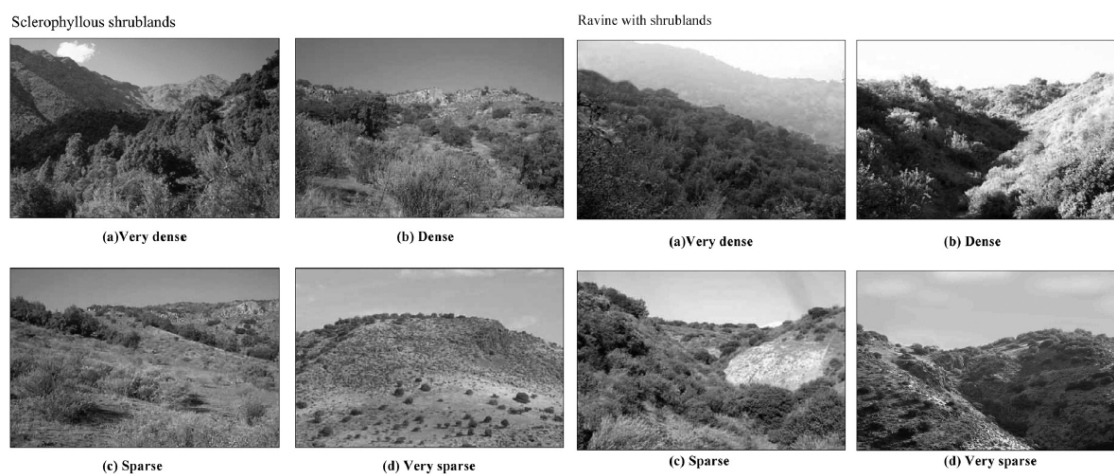 Sclerophyllous shrublands
Ravine with shrublands
(a)Very dense
(b) Dense
(a)Very dense
(b) Dense
(c) Sparse
(d) Very sparse
(c) Sparse
(d) Very sparse